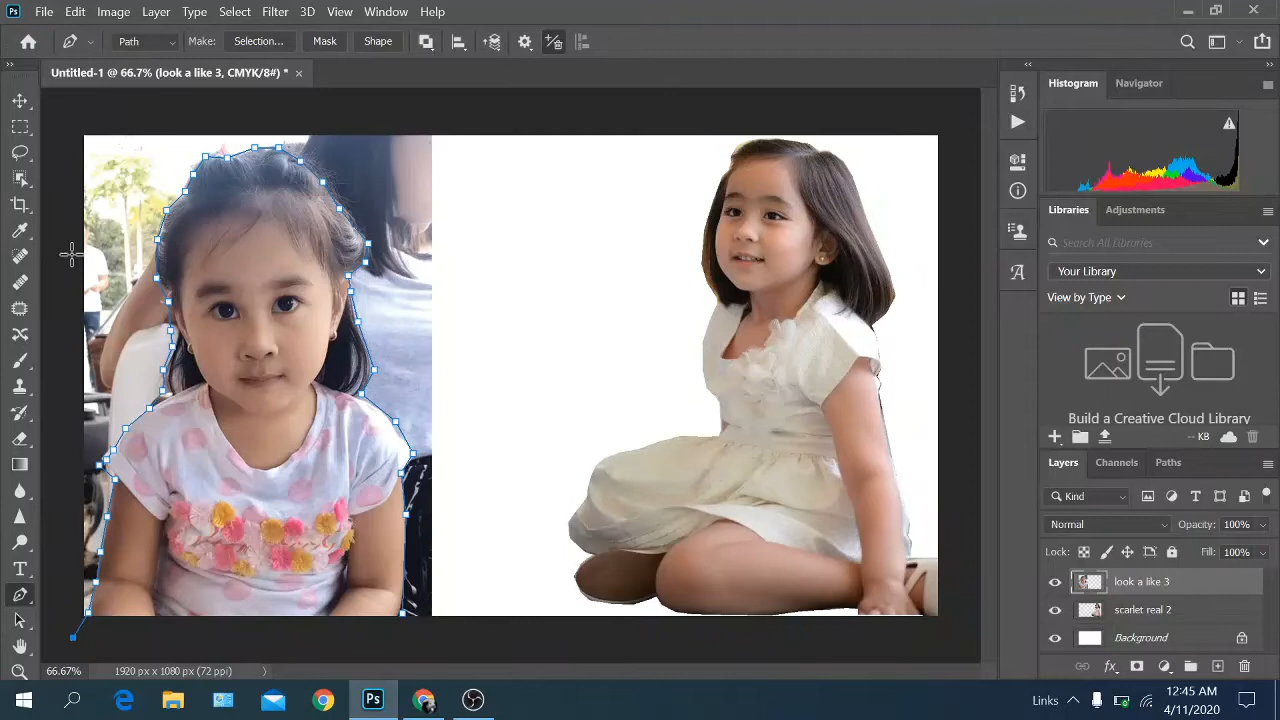 Ps File Edit Image Layer Type Select Filter 3D View Window Help
Path Make: Selection... Mask Shape
Untitled-1 @ 66.7% (look a like 3, CMYK/8#) *
Histogram Navigator
Libraries Adjustments
Search All Libraries
Your Library
View by Type
Build a Creative Cloud Library
-- KB
Layers Channels Paths
Kind
Normal Opacity: 100%
Lock: Fill: 100%
look a like 3
scarlet real 2
Background
66.67% 1920 px x 1080 px (72 ppi)
Ps Links 12:45 AM
4/11/2020